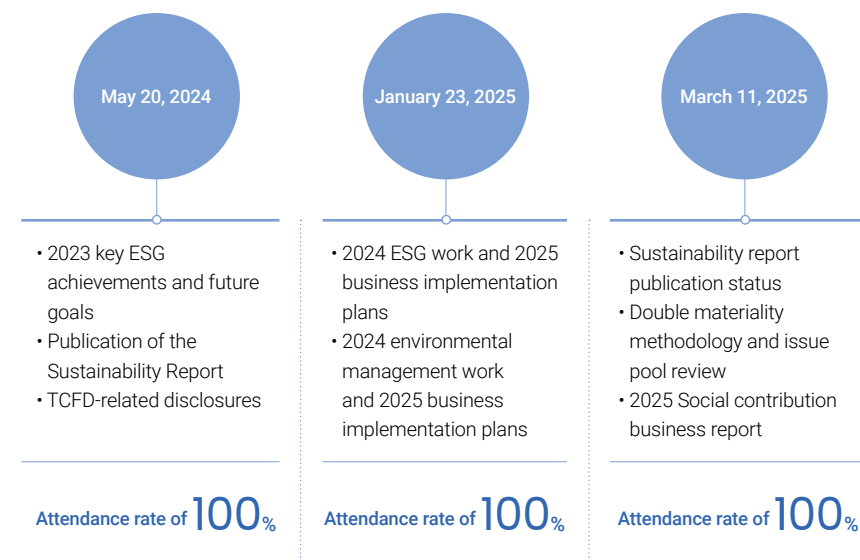 May 20, 2024
• 2023 key ESG
achievements and future
goals
• Publication of the
Sustainability Report
• TCFD-related disclosures
Attendance rate of 100%
January 23, 2025
• 2024 ESG work and 2025
business implementation
plans
• 2024 environmental
management work
and 2025 business
implementation plans
Attendance rate of 100%
March 11, 2025
• Sustainability report
publication status
• Double materiality
methodology and issue
pool review
• 2025 Social contribution
business report
Attendance rate of 100%